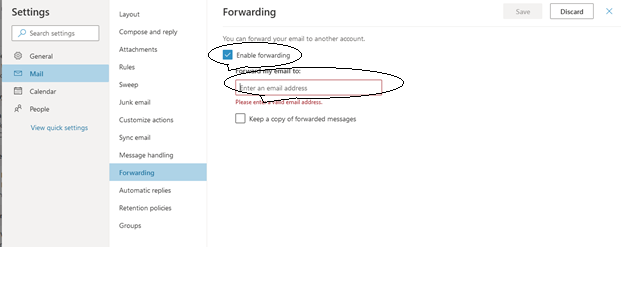 Settings
Search settings
General
Mail
Calendar
People
View quick settings
Layout
Compose and reply
Attachments
Rules
Sweep
Junk email
Customize actions
Sync email
Message handling
Forwarding
Automatic replies
Retention policies
Groups
Forwarding
Save
Discard
You can forward your email to another account.
Enable forwarding
Forward my email to:
Enter an email address
Please enter a valid email address.
Keep a copy of forwarded messages